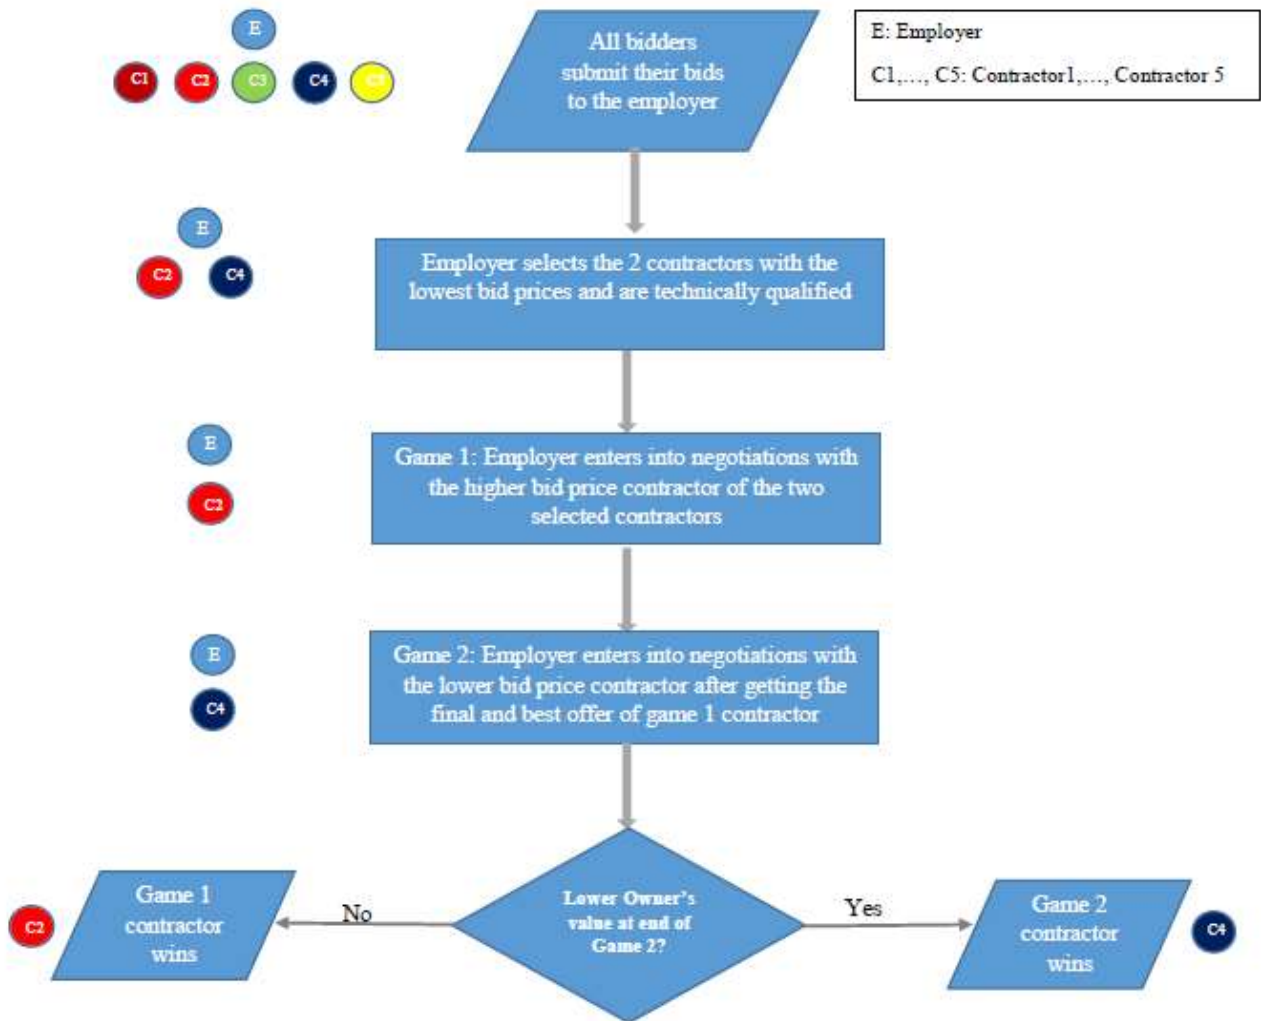 E
C1 C2 C3 C4
All bidders
submit their bids
to the employer
E: Employer
C1,…, C5: Contractor1,…, Contractor 5
E
C2 C4
Employer selects the 2 contractors with the
lowest bid prices and are technically qualified
E
C2
Game 1: Employer enters into negotiations with
the higher bid price contractor of the two
selected contractors
E
C4
Game 2: Employer enters into negotiations with
the lower bid price contractor after getting the
final and best offer of game 1 contractor
Lower Owner's
value at end of
Game 2?
No
Yes
C2
Game 1
contractor
wins
Game 2
contractor
wins
C4